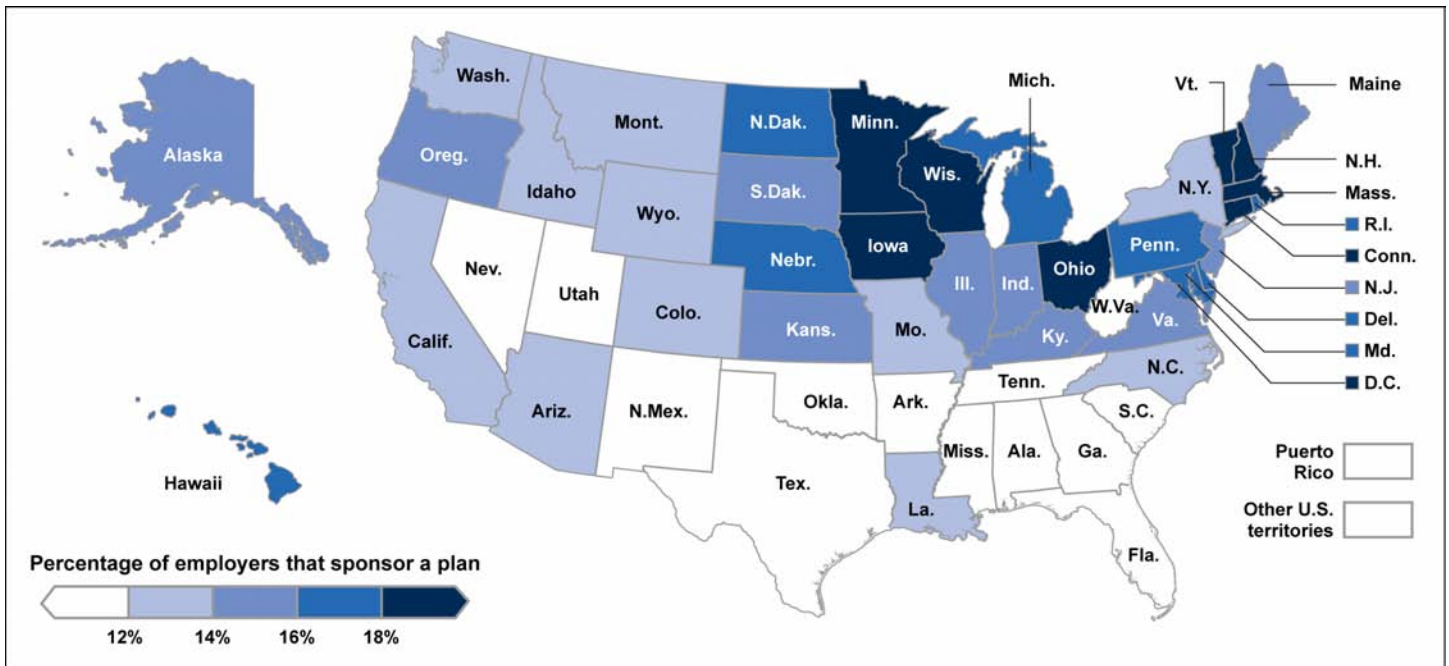 Wash.
Mont.
N.Dak.
Minn.
Mich.
Vt.
Maine
Alaska
Oreg.
Idaho
Wyo.
S.Dak.
Wis.
N.Y.
N.H.
Mass.
R.I.
Conn.
Nev.
Utah
Colo.
Nebr.
Iowa
Ill.
Ind.
Ohio
Penn.
N.J.
Del.
Md.
D.C.
Calif.
Kans.
Mo.
Ky.
W.Va.
Va.
N.C.
Ariz.
N.Mex.
Okla.
Ark.
Tenn.
S.C.
Hawaii
Tex.
La.
Miss.
Ala.
Ga.
Fla.
Puerto
Rico
Other U.S.
territories
Percentage of employers that sponsor a plan
12% 14% 16% 18%